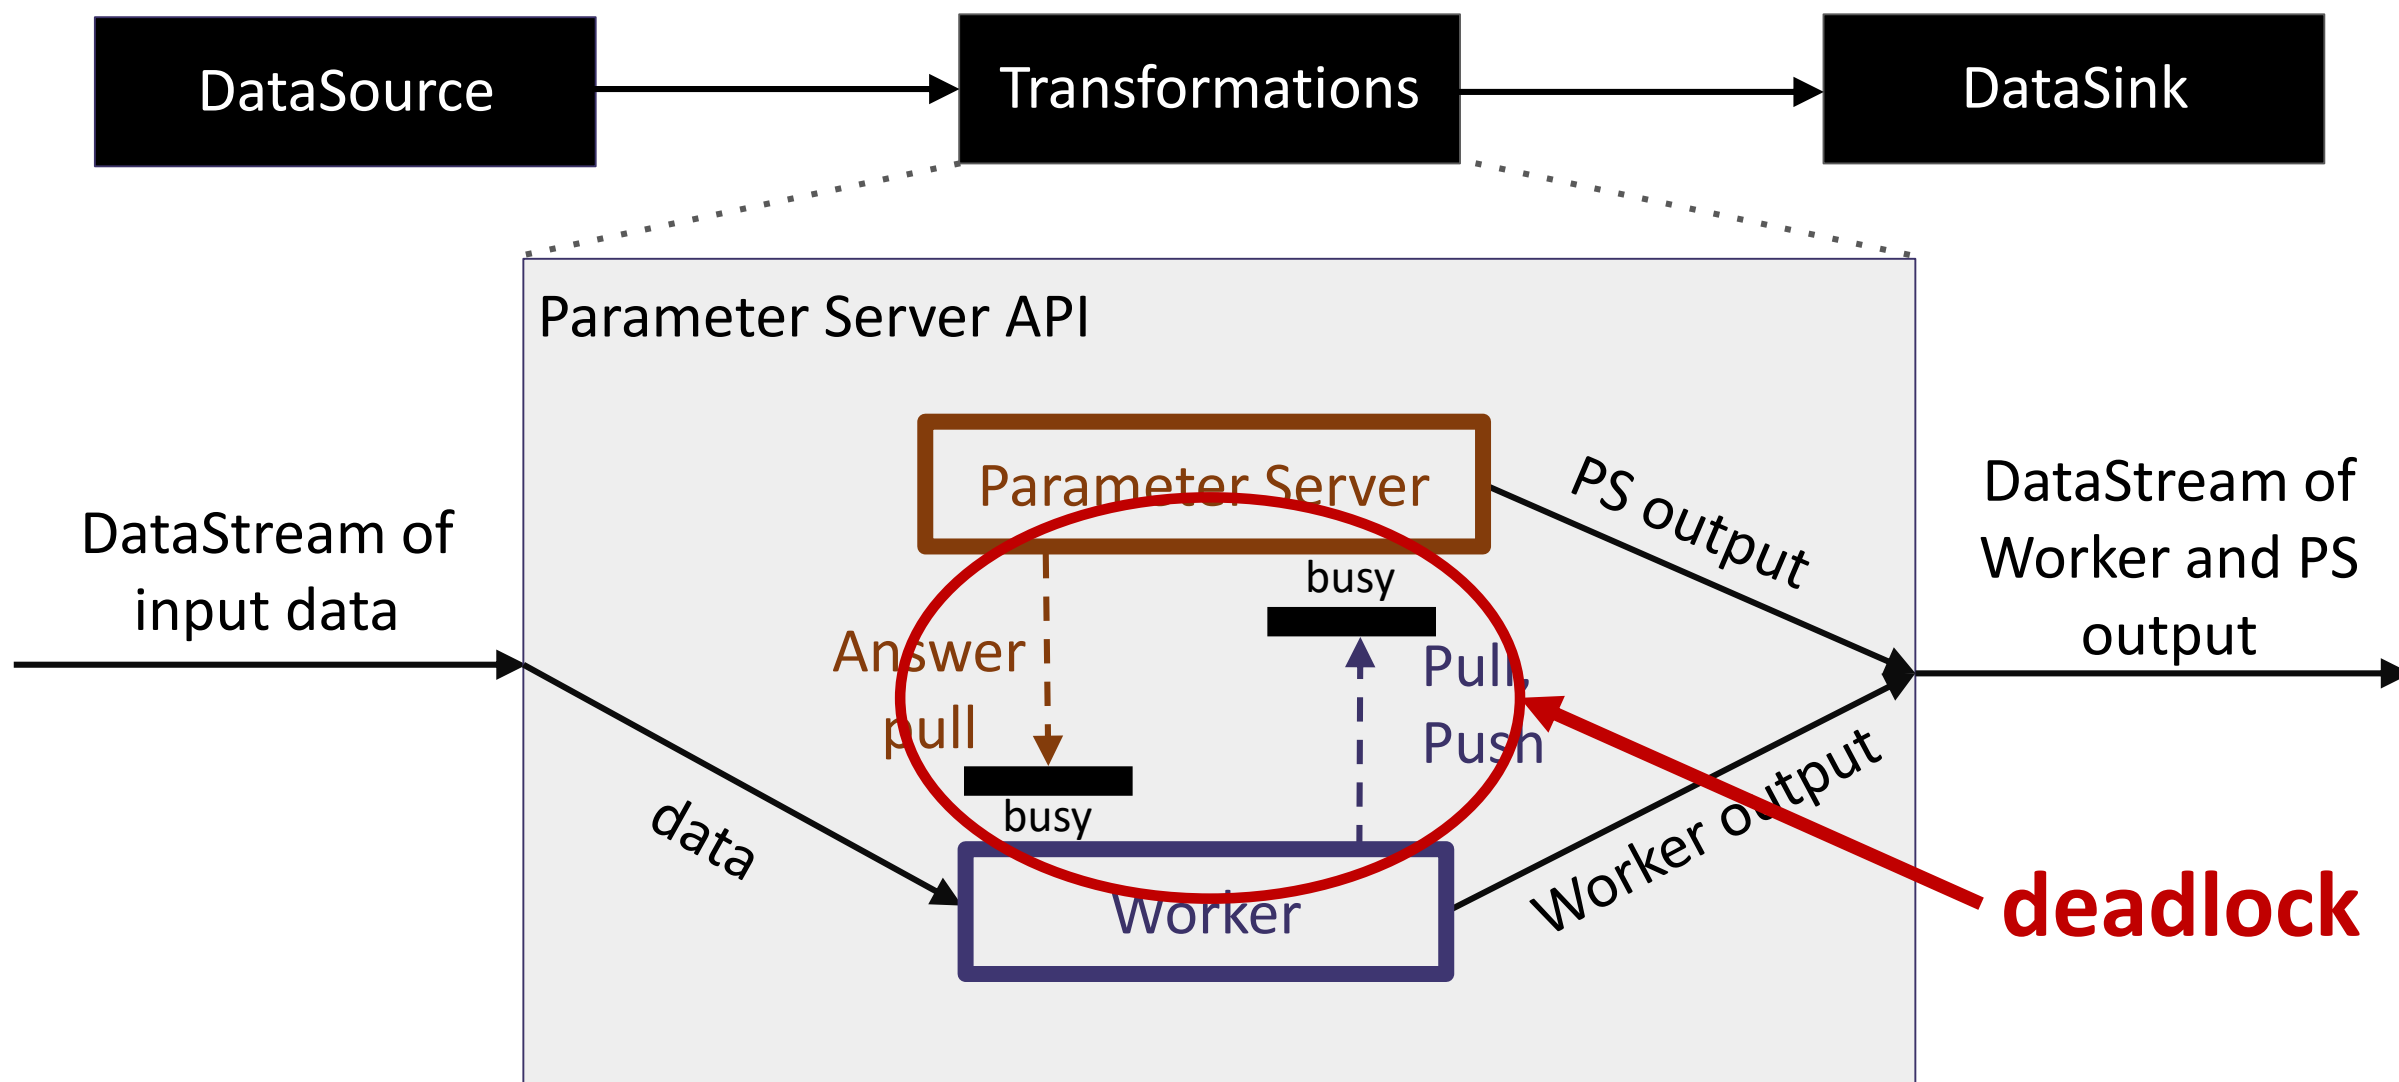 DataSource
Transformations
DataSink
Parameter Server API
Parameter Server
PS output
DataStream of
input data
DataStream of
Worker and PS
output
busy
Answer
pull
Pull,
Push
busy
data
Worker
Worker output
deadlock